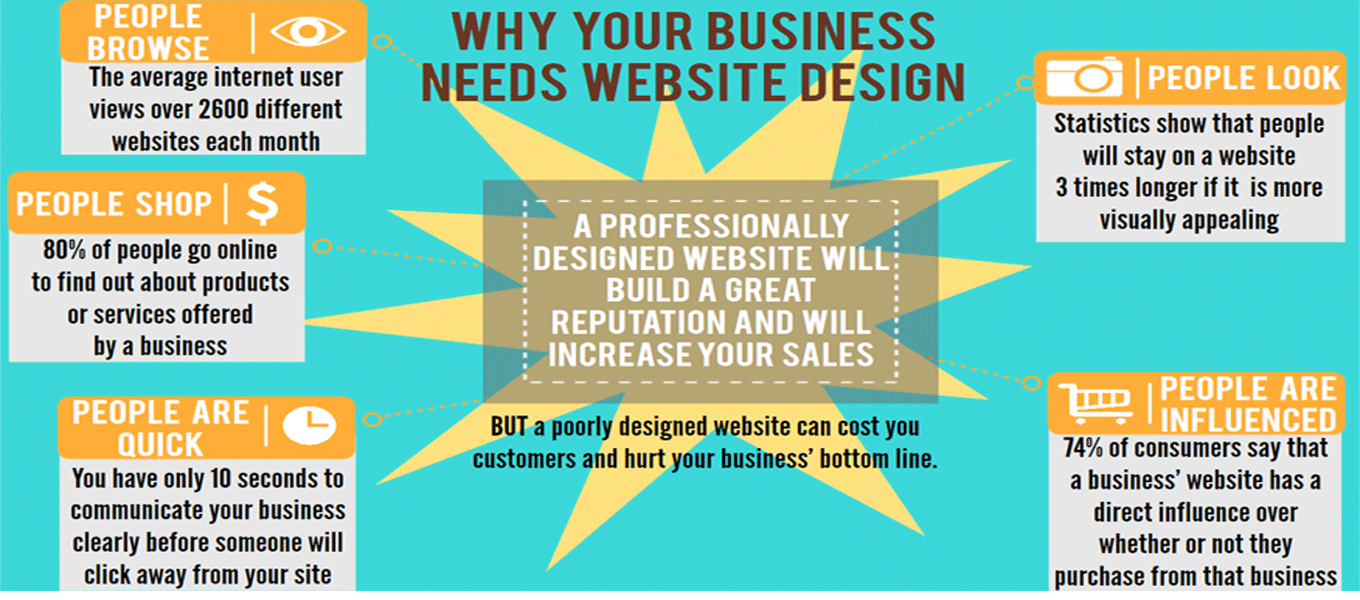 WHY YOUR BUSINESS
NEEDS WEBSITE DESIGN
PEOPLE
BROWSE
The average internet user
views over 2600 different
websites each month
PEOPLE SHOP
$
80% of people go online
to find out about products
or services offered
by a business
PEOPLE ARE
QUICK
You have only 10 seconds to
communicate your business
clearly before someone will
click away from your site
A PROFESSIONALLY
DESIGNED WEBSITE WILL
BUILD A GREAT
REPUTATION AND WILL
INCREASE YOUR SALES
BUT a poorly designed website can cost you
customers and hurt your business’ bottom line.
PEOPLE LOOK
Statistics show that people
will stay on a website
3 times longer if it is more
visually appealing
PEOPLE ARE
INFLUENCED
74% of consumers say that
a business’ website has a
direct influence over
whether or not they
purchase from that business